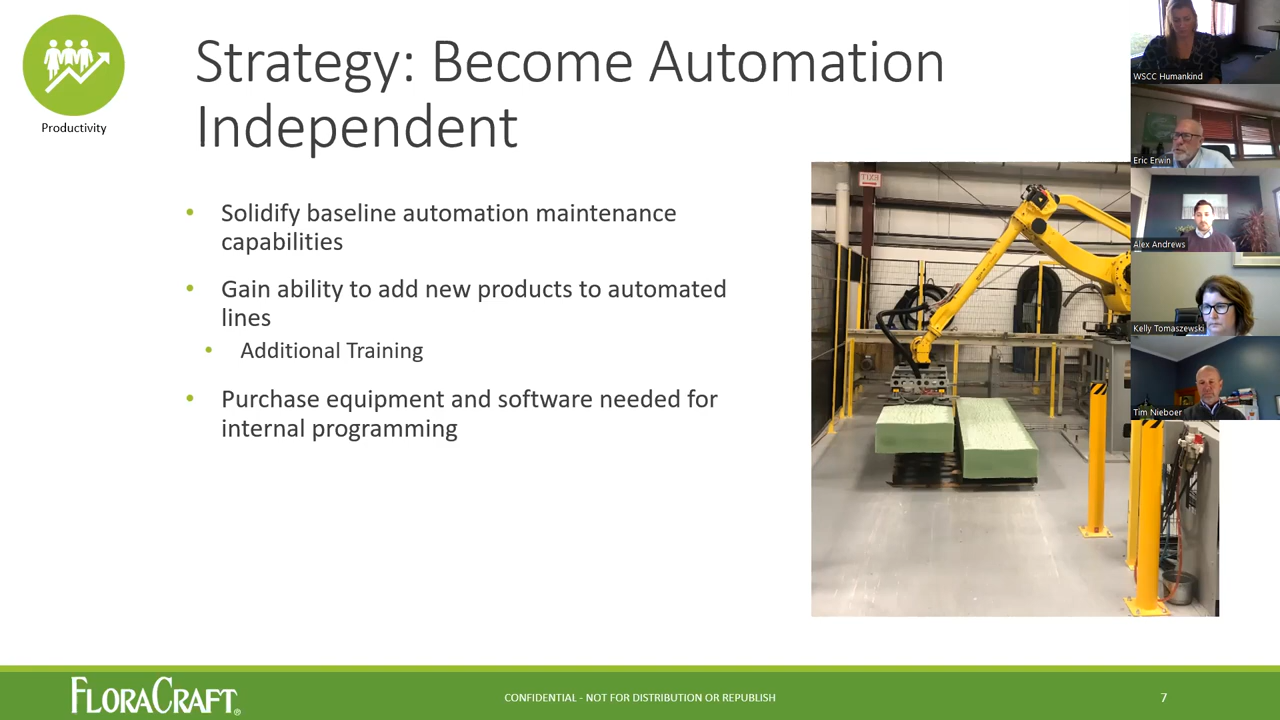 Strategy: Become Automation
Independent
Productivity
• Solidify baseline automation maintenance
capabilities
• Gain ability to add new products to automated
lines
• Additional Training
• Purchase equipment and software needed for
internal programming
WSCC Humankind
Eric Erwin
Alex Andrews
Kelly Tomaszewski
Tim Nieboer
FLORACRAFT®
CONFIDENTIAL - NOT FOR DISTRIBUTION OR REPUBLISH
7